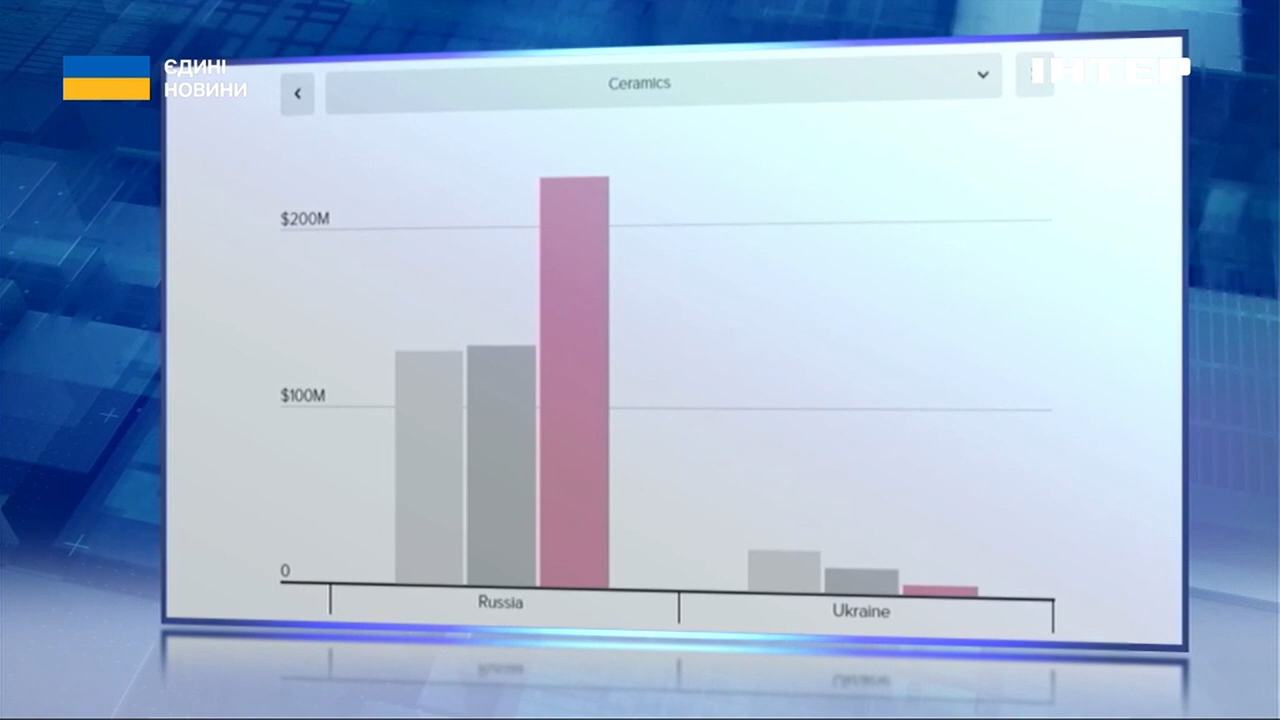 ЄДИНІ
НОВИНИ
ІНТЕР
Ceramics
$200M
$100M
0
Russia
Ukraine